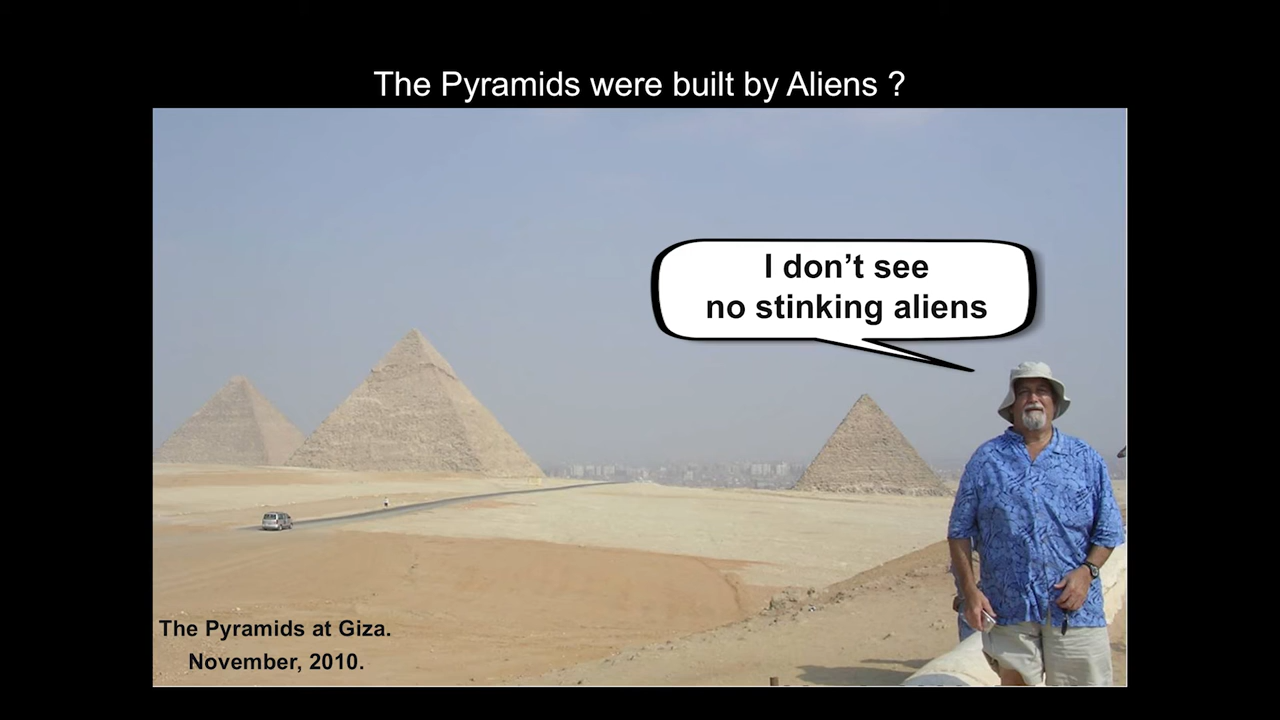 The Pyramids were built by Aliens ?
I don’t see
no stinking aliens
The Pyramids at Giza.
November, 2010.